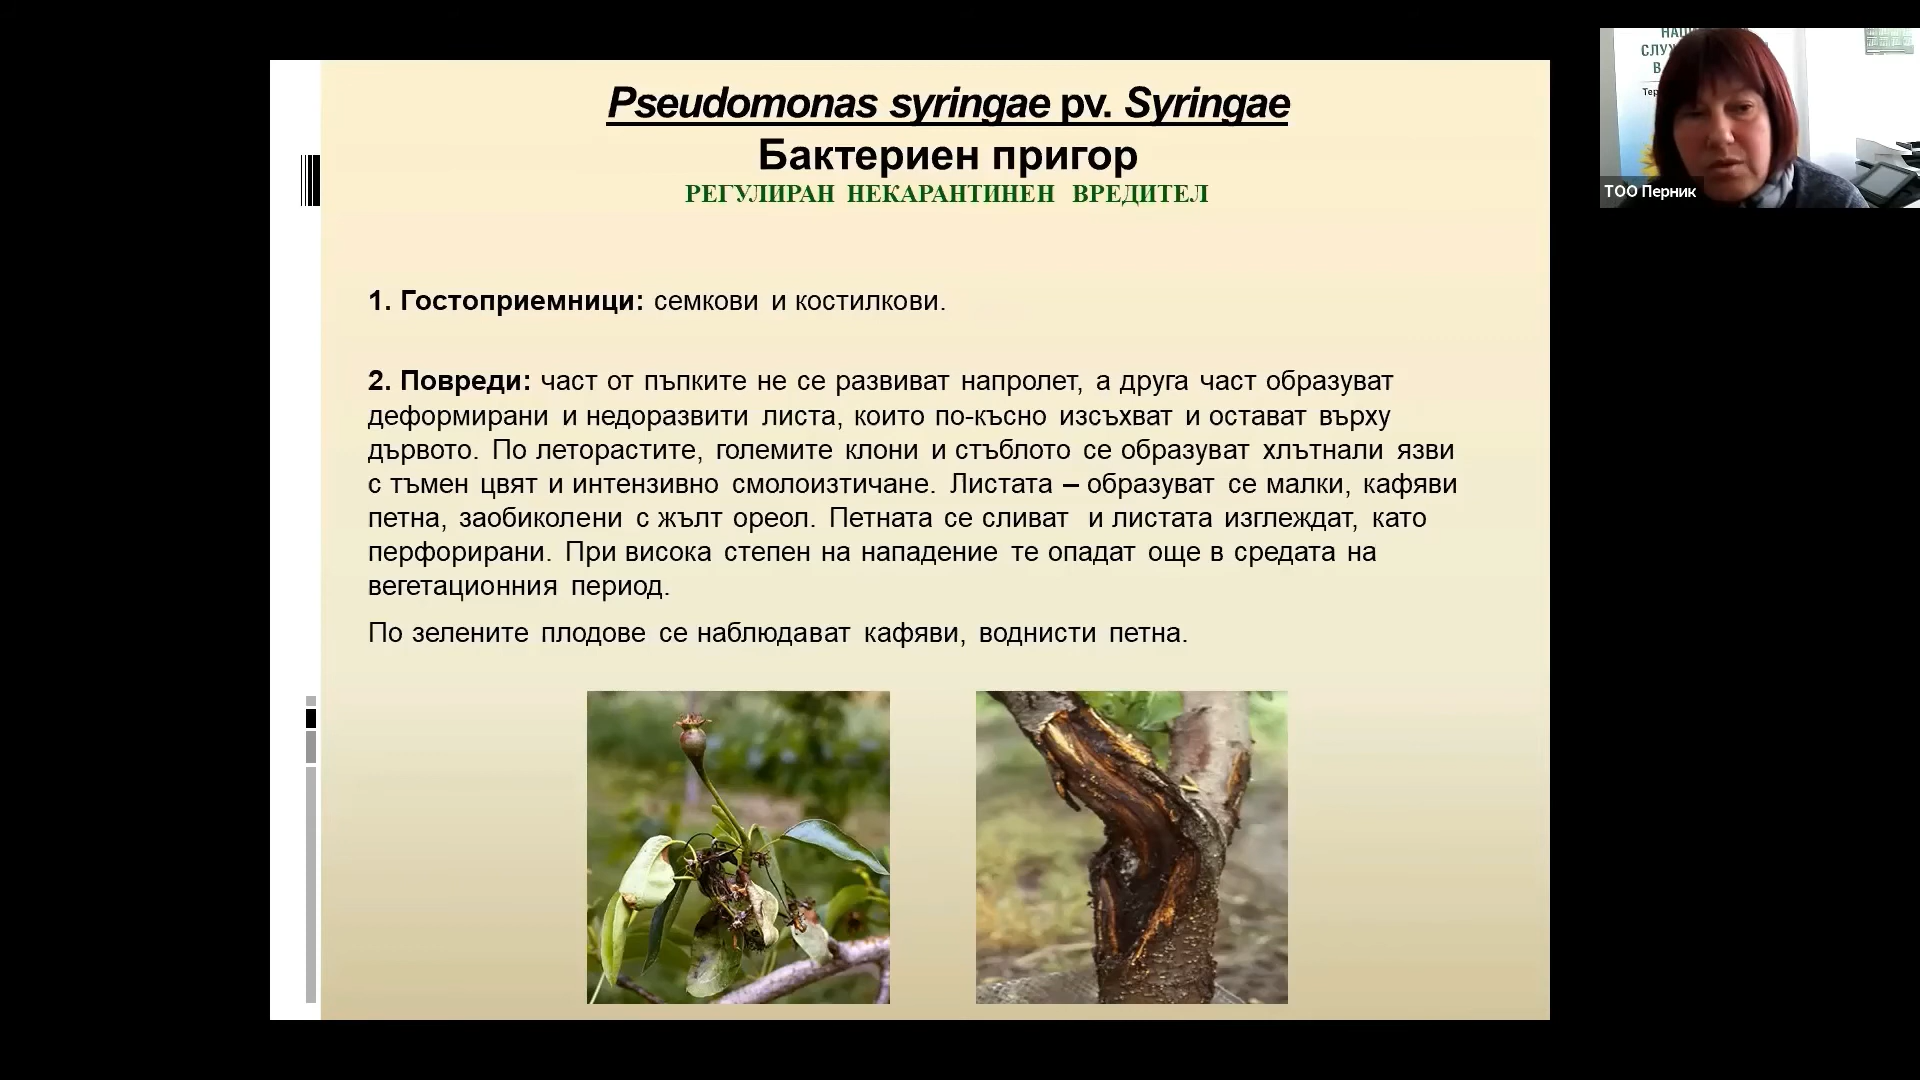 Pseudomonas syringae pv. Syringae
Бактериен пригор
РЕГУЛИРАН НЕКАРАНТИНЕН ВРЕДИТЕЛ
1. Гостоприемници: семкови и костилкови.
2. Повреди: част от пъпките не се развиват напролет, а друга част образуват
деформирани и недоразвити листа, които по-късно изсъхват и остават върху
дървото. По леторастите, големите клони и стъблото се образуват хлътнали язви
с тъмен цвят и интензивно смолоизтичане. Листата – образуват се малки, кафяви
петна, заобиколени с жълт ореол. Петната се сливат и листата изглеждат, като
перфорирани. При висока степен на нападение те опадат още в средата на
вегетационния период.
По зелените плодове се наблюдават кафяви, воднисти петна.
ТОО Перник